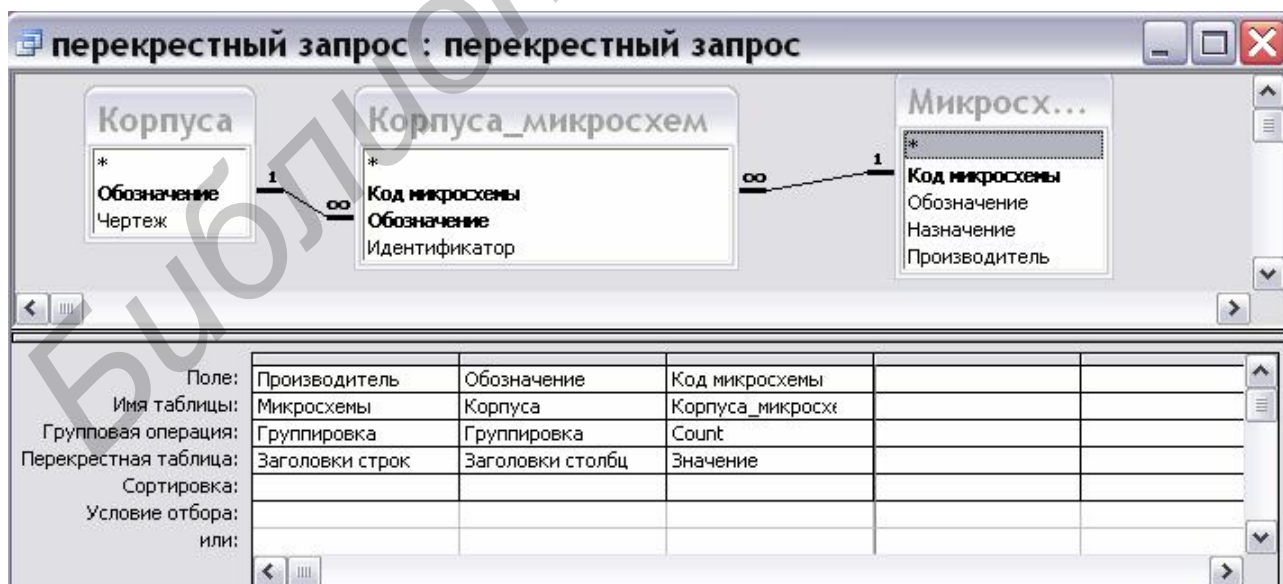 перекрестный запрос : перекрестный запрос
Корпуса
*
Обозначение
Чертеж
1
∞
Корпуса_микросхем
*
Код микросхемы
Обозначение
Идентификатор
∞
1
Микросх...
*
Код микросхемы
Обозначение
Назначение
Производитель
Поле: Производитель Обозначение Код микросхемы
Имя таблицы: Микросхемы Корпуса Корпуса_микросхе
Групповая операция: Группировка Группировка Count
Перекрестная таблица: Заголовки строк Заголовки столбц Значение
Сортировка:
Условие отбора:
или:
Библио